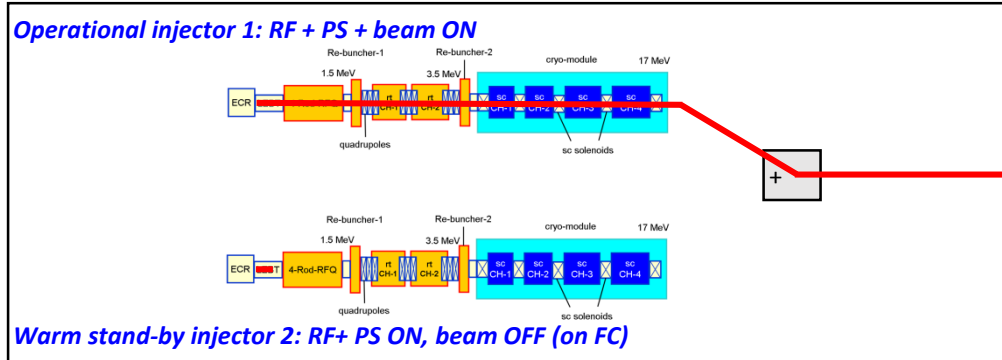 Operational injector 1: RF + PS + beam ON
Re-buncher-1
Re-buncher-2
1.5 MeV
3.5 MeV
cryo-module
17 MeV
ECR
rt
CH-1
rt
CH-2
sc
CH-1
sc
CH-2
sc
CH-3
sc
CH-4
quadrupoles
sc solenoids
+
Re-buncher-1
Re-buncher-2
1.5 MeV
3.5 MeV
cryo-module
17 MeV
ECR
4-Rod-RFQ
rt
CH-1
rt
CH-2
sc
CH-1
sc
CH-2
sc
CH-3
sc
CH-4
quadrupoles
sc solenoids
Warm stand-by injector 2: RF+ PS ON, beam OFF (on FC)